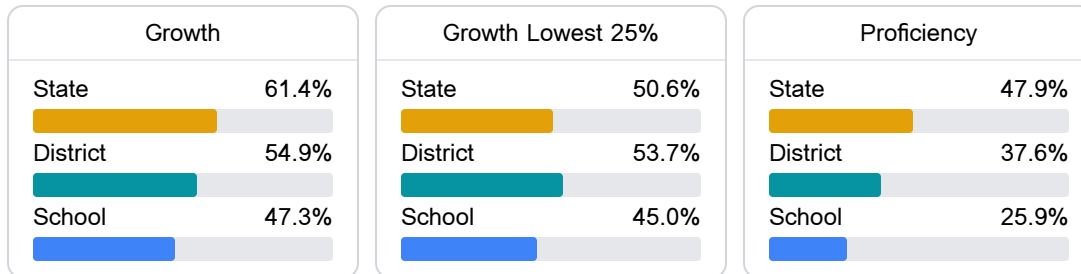 Growth
State 61.4%
District 54.9%
School 47.3%
Growth Lowest 25%
State 50.6%
District 53.7%
School 45.0%
Proficiency
State 47.9%
District 37.6%
School 25.9%